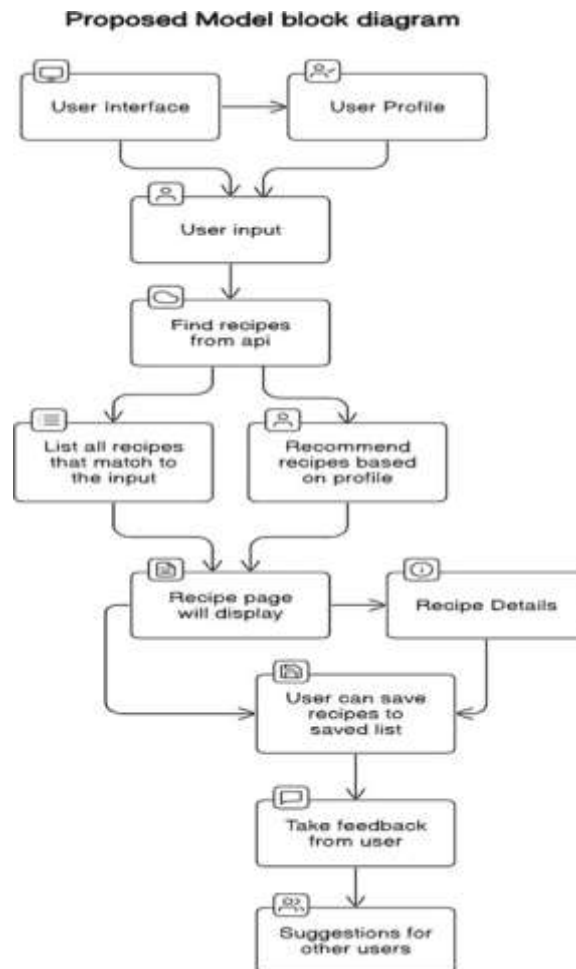 Proposed Model block diagram
User Interface
User Profile
User input
Find recipes
from api
List all recipes
that match to
the input
Recommend
recipes based
on profile
Recipe page
will display
Recipe Details
User can save
recipes to
saved list
Take feedback
from user
Suggestions for
other users